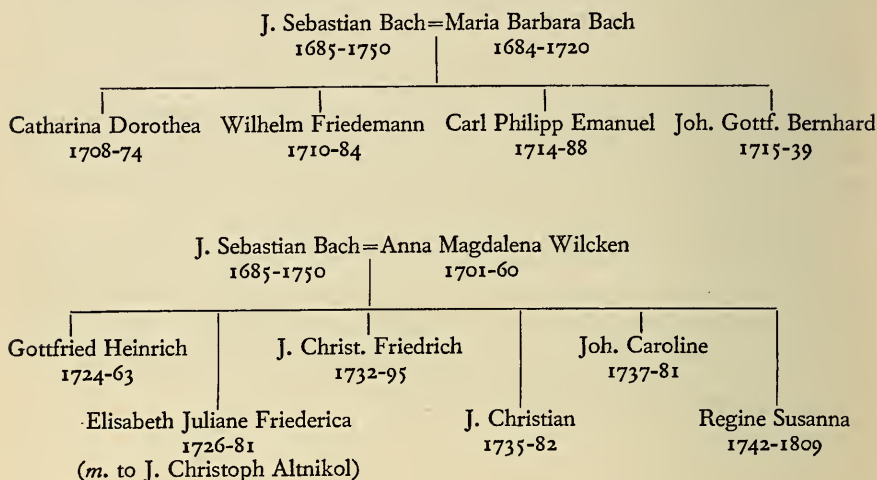 J. Sebastian Bach=Maria Barbara Bach
1685-1750 1684-1720
Catharina Dorothea Wilhelm Friedemann Carl Philipp Emanuel Joh. Gottf. Bernhard
1708-74 1710-84 1714-88 1715-39
J. Sebastian Bach=Anna Magdalena Wilcken
1685-1750 1701-60
Gottfried Heinrich J. Christ. Friedrich Joh. Caroline
1724-63 1732-95 1737-81
Elisabeth Juliane Friederica J. Christian Regine Susanna
1726-81 1735-82 1742-1809
(m. to J. Christoph Altnikol)